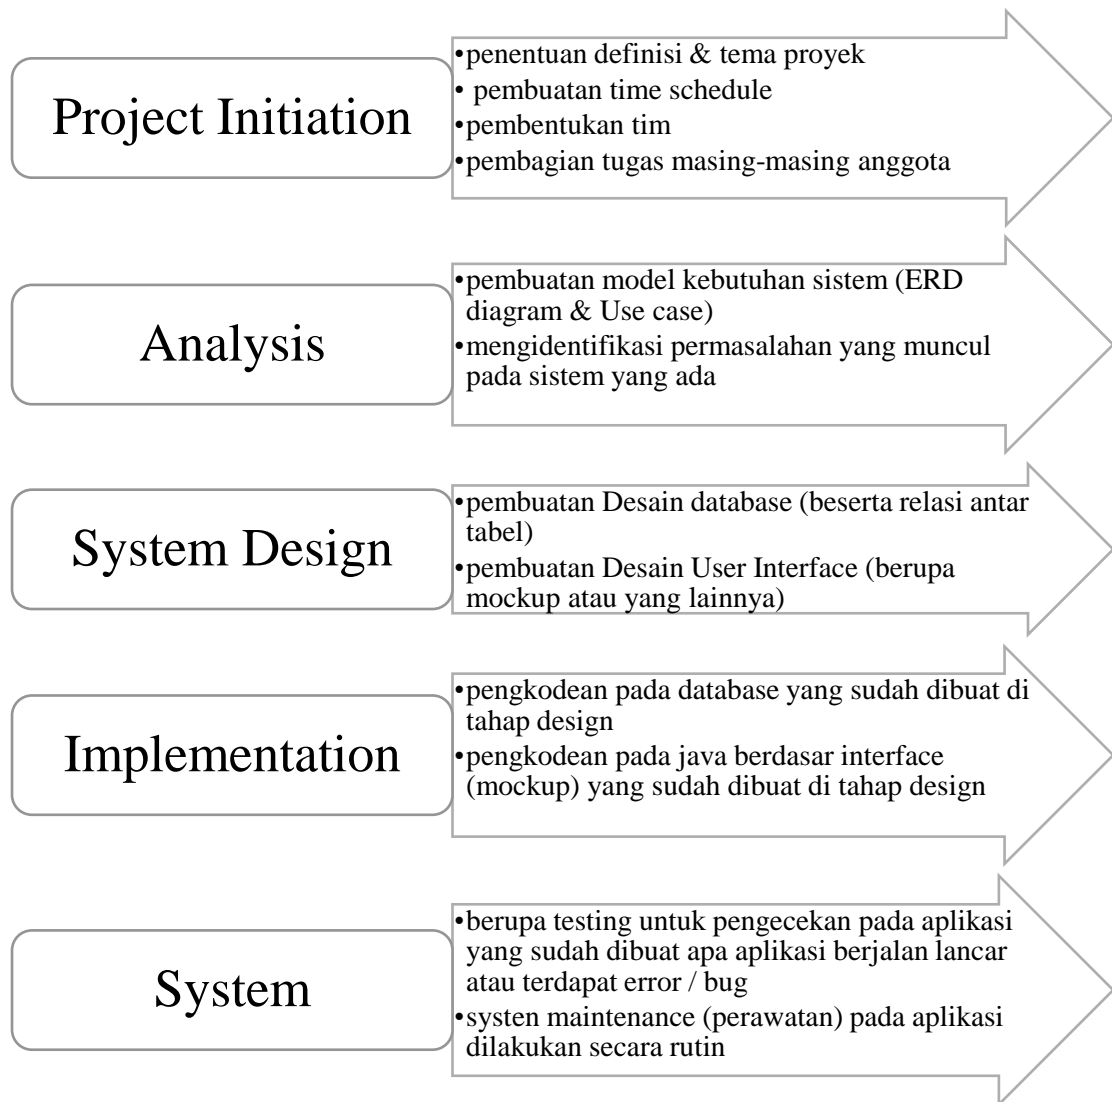 Project Initiation
•penentuan definisi & tema proyek
• pembuatan time schedule
•pembentukan tim
•pembagian tugas masing-masing anggota
Analysis
•pembuatan model kebutuhan sistem (ERD
diagram & Use case)
•mengidentifikasi permasalahan yang muncul
pada sistem yang ada
System Design
•pembuatan Desain database (beserta relasi antar
tabel)
•pembuatan Desain User Interface (berupa
mockup atau yang lainnya)
Implementation
•pengkodean pada database yang sudah dibuat di
tahap design
•pengkodean pada java berdasar interface
(mockup) yang sudah dibuat di tahap design
System
•berupa testing untuk pengecekan pada aplikasi
yang sudah dibuat apa aplikasi berjalan lancar
atau terdapat error / bug
•systen maintenance (perawatan) pada aplikasi
dilakukan secara rutin